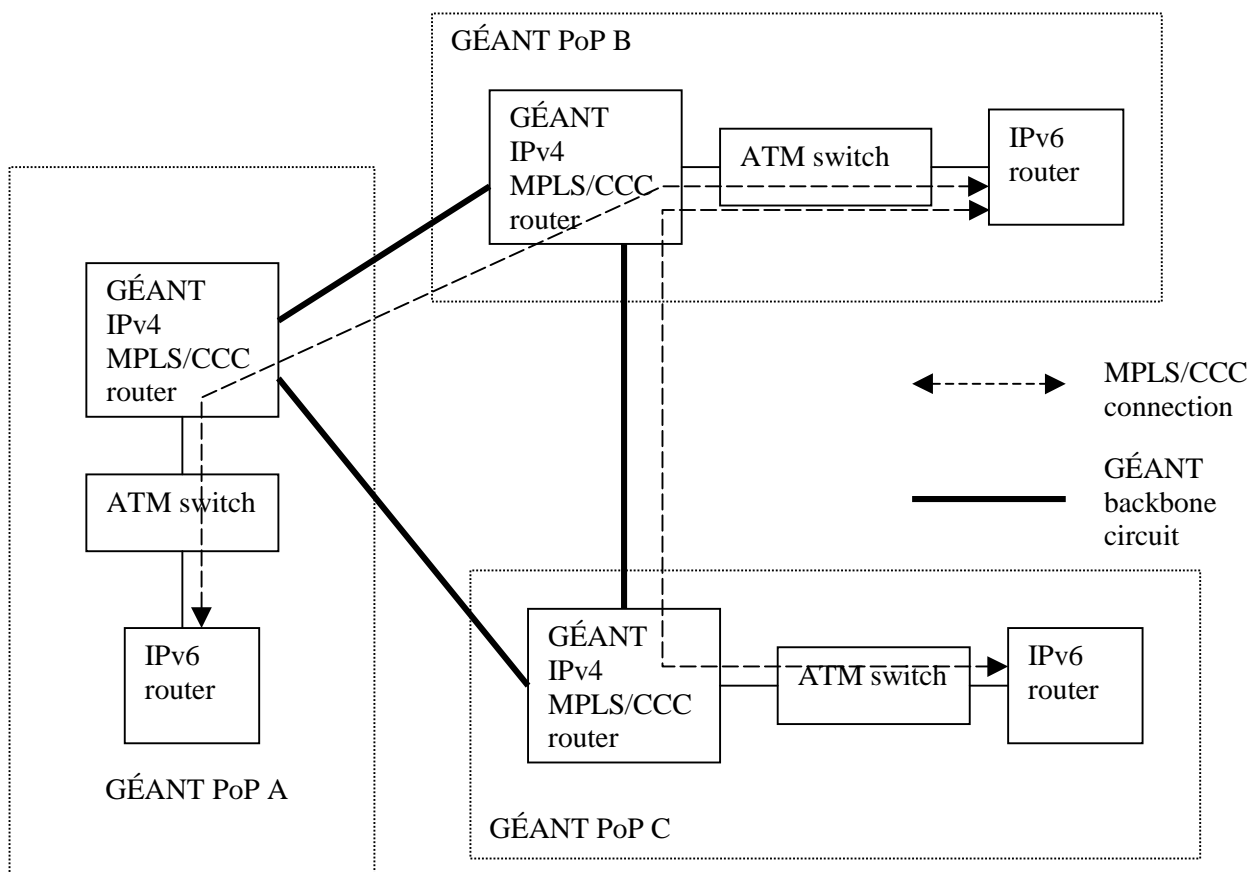 GÉANT PoP B
GÉANT
IPv4
MPLS/CCC
router
ATM switch
IPv6
router
GÉANT
IPv4
MPLS/CCC
router
ATM switch
IPv6
router
GÉANT PoP A
MPLS/CCC
connection
GÉANT
backbone
circuit
GÉANT
IPv4
MPLS/CCC
router
ATM switch
IPv6
router
GÉANT PoP C